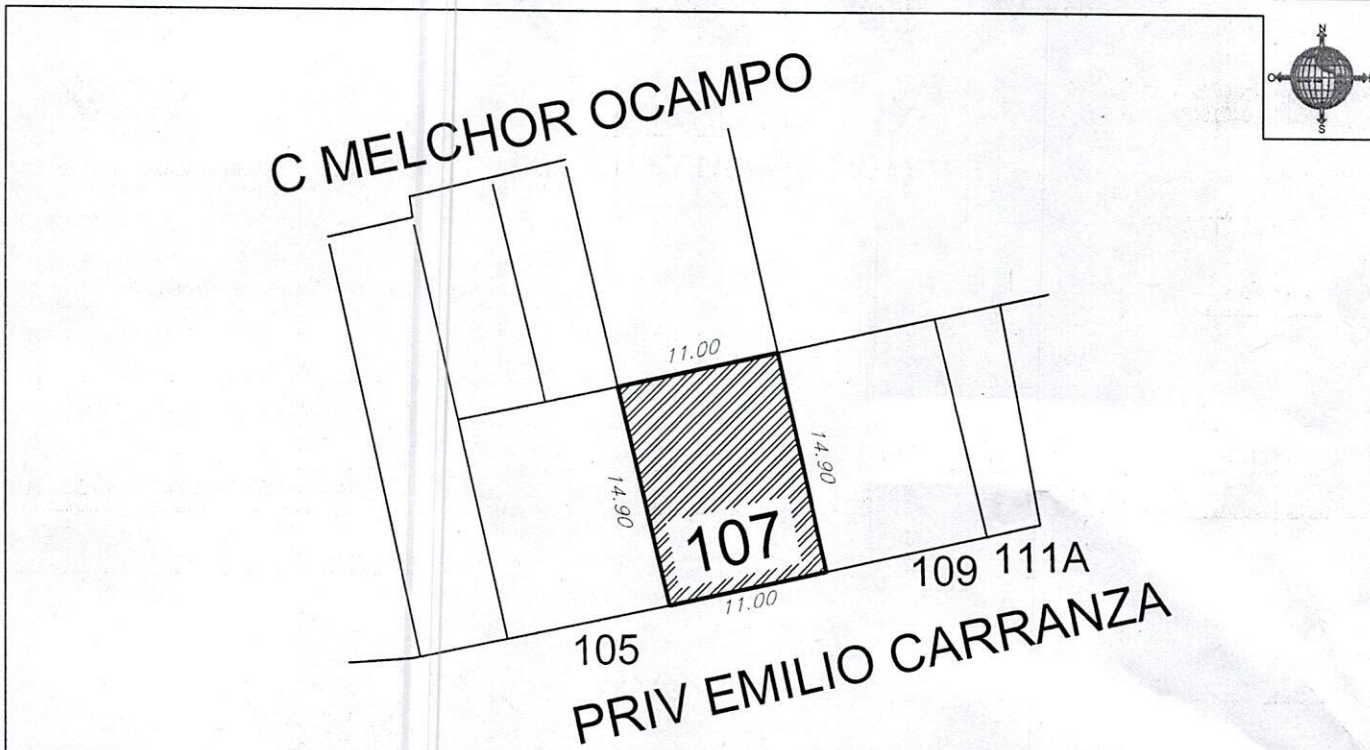 N
O
S
C MELCHOR OCAMPO
11.00
14.90
14.90
107
11.00
109 111A
105
PRIV EMILIO CARRANZA